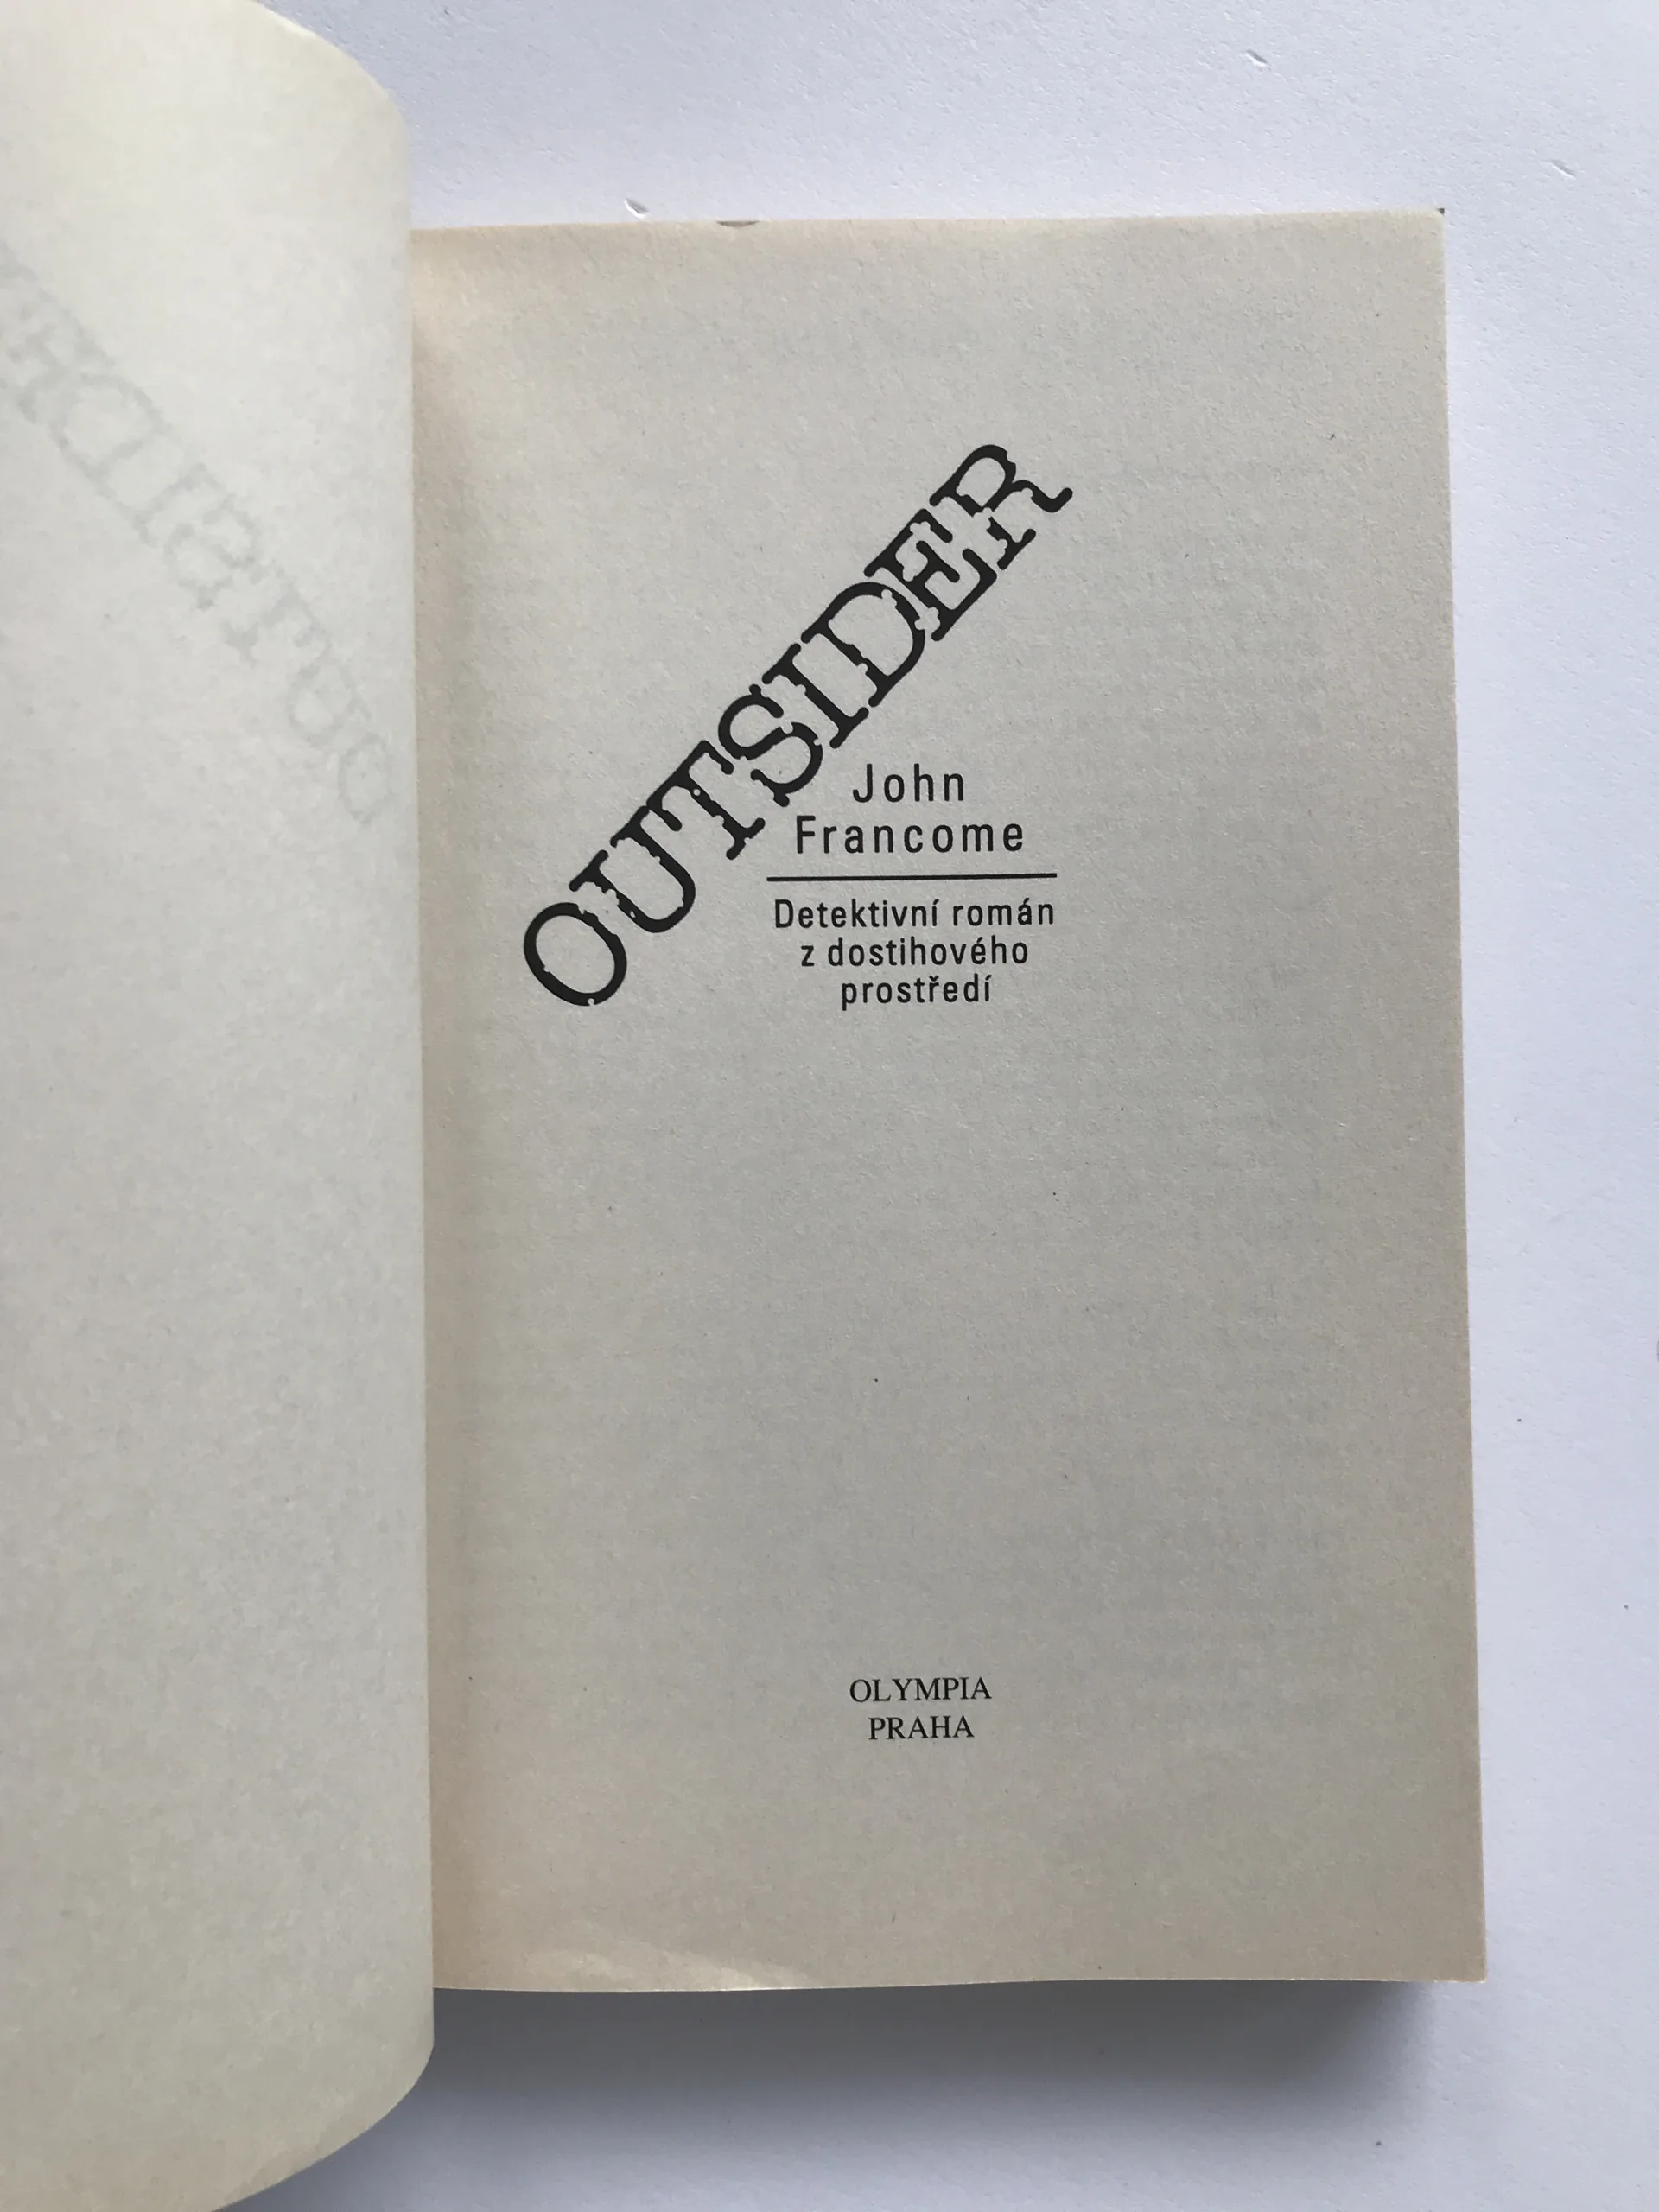 OUTSIDER
John
Francome
Detektivní román
z dostihového
prostředí
OLYMPIA
PRAHA